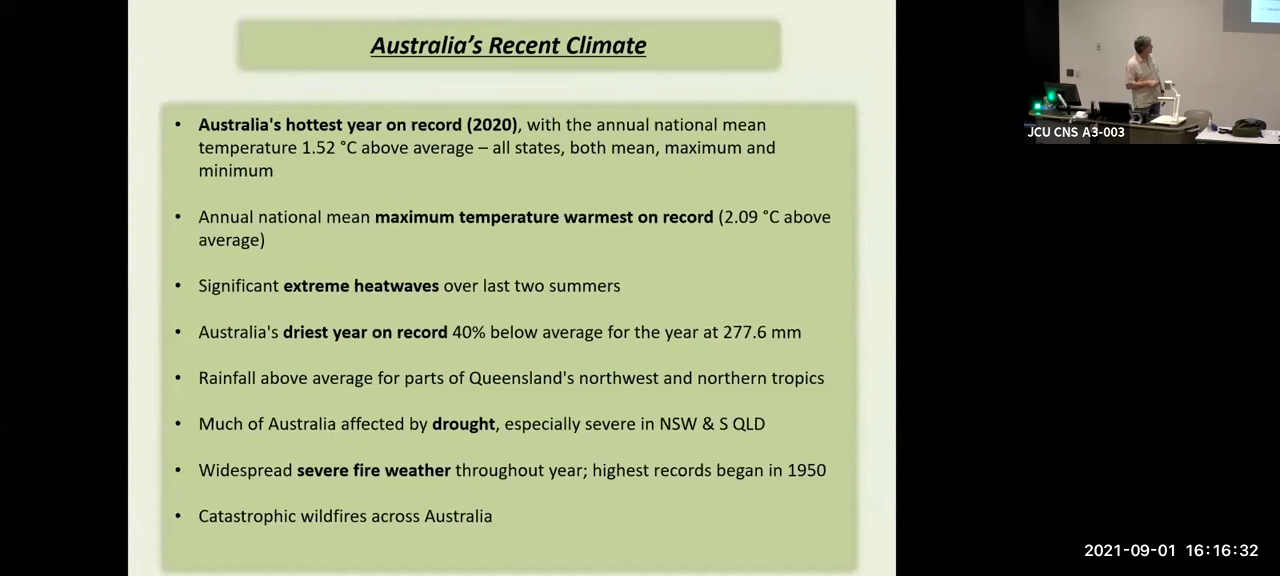 Australia's Recent Climate
• Australia's hottest year on record (2020), with the annual national mean
temperature 1.52 °C above average – all states, both mean, maximum and
minimum
• Annual national mean maximum temperature warmest on record (2.09 °C above
average)
• Significant extreme heatwaves over last two summers
• Australia's driest year on record 40% below average for the year at 277.6 mm
• Rainfall above average for parts of Queensland's northwest and northern tropics
• Much of Australia affected by drought, especially severe in NSW & S QLD
• Widespread severe fire weather throughout year; highest records began in 1950
• Catastrophic wildfires across Australia
JCU CNS A3-003
2021-09-01 16:16:32